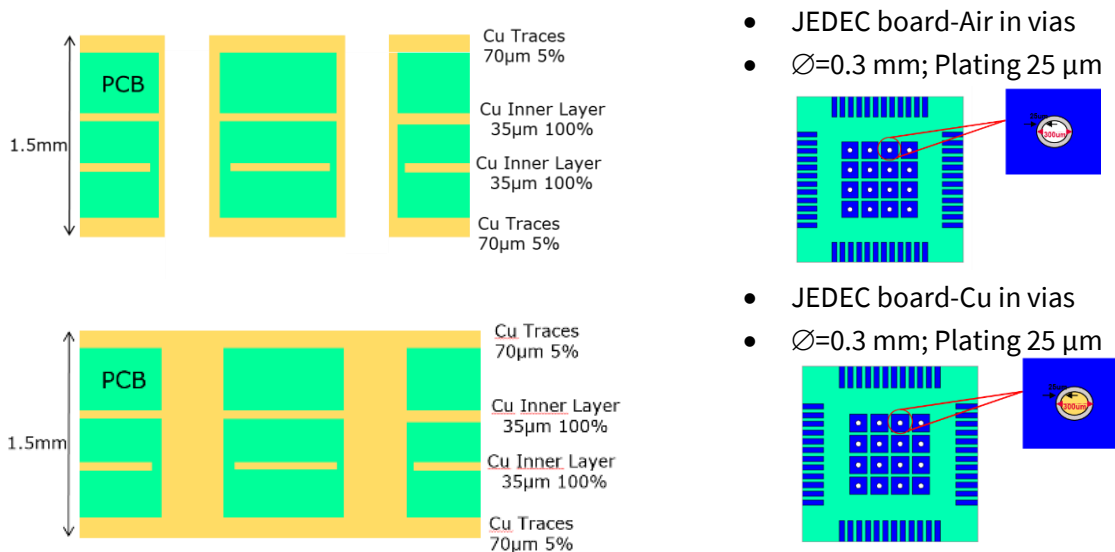 Cu Traces
70µm 5%
PCB
Cu Inner Layer
35µm 100%
1.5mm
Cu Inner Layer
35µm 100%
Cu Traces
70µm 5%
• JEDEC board-Air in vias
• ∅=0.3 mm; Plating 25 µm
300um
Cu Traces
70µm 5%
PCB
Cu Inner Layer
35µm 100%
1.5mm
Cu Inner Layer
35µm 100%
Cu Traces
70µm 5%
• JEDEC board-Cu in vias
• ∅=0.3 mm; Plating 25 µm
300um